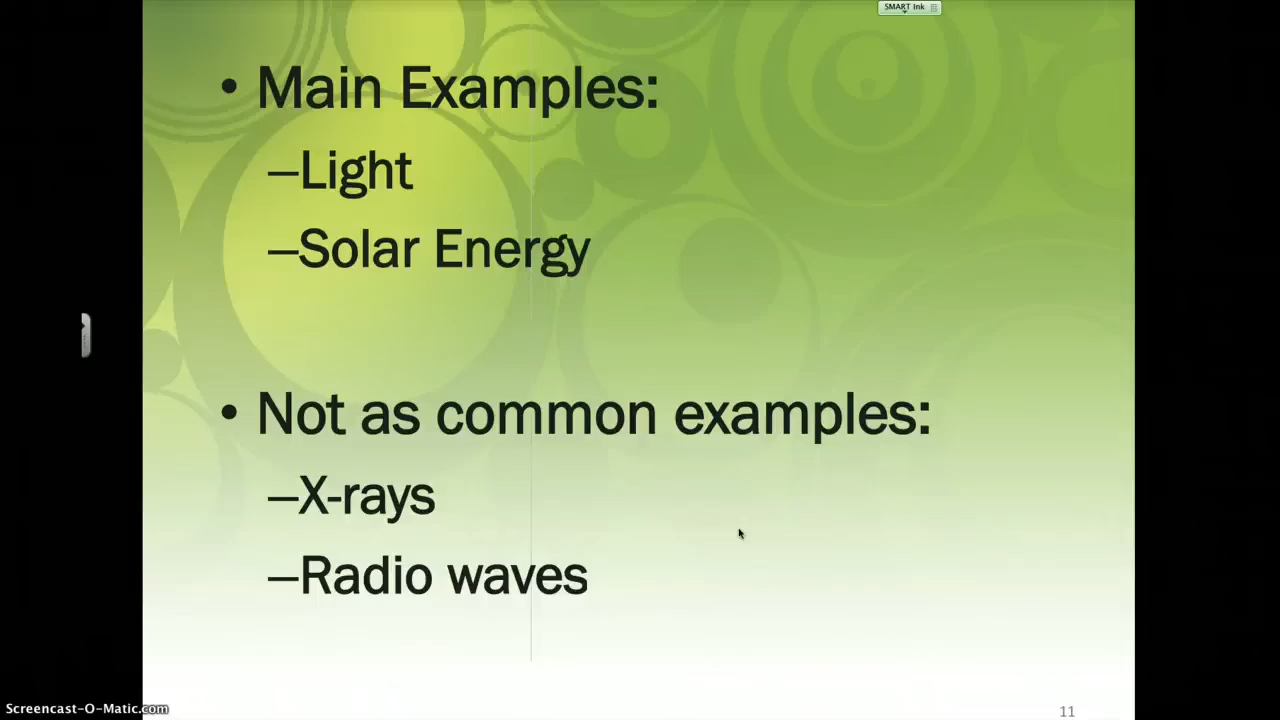 SMART Ink
• Main Examples:
–Light
–Solar Energy
• Not as common examples:
–X-rays
–Radio waves
Screencast-O-Matic.com
11